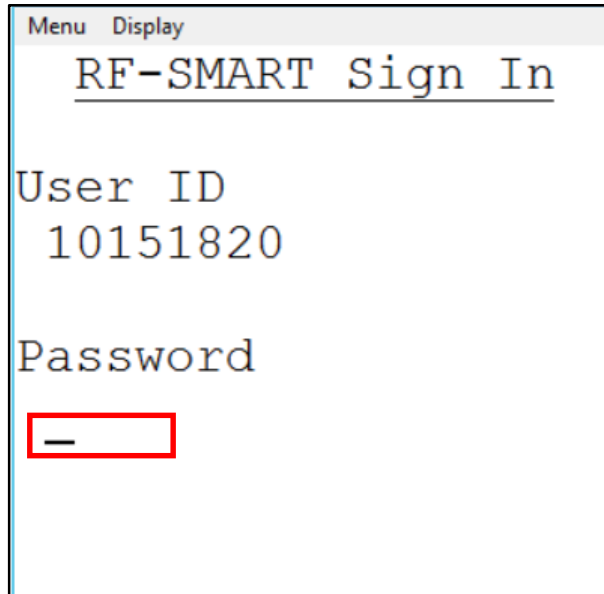 Menu Display
RF-SMART Sign In
User ID
10151820
Password